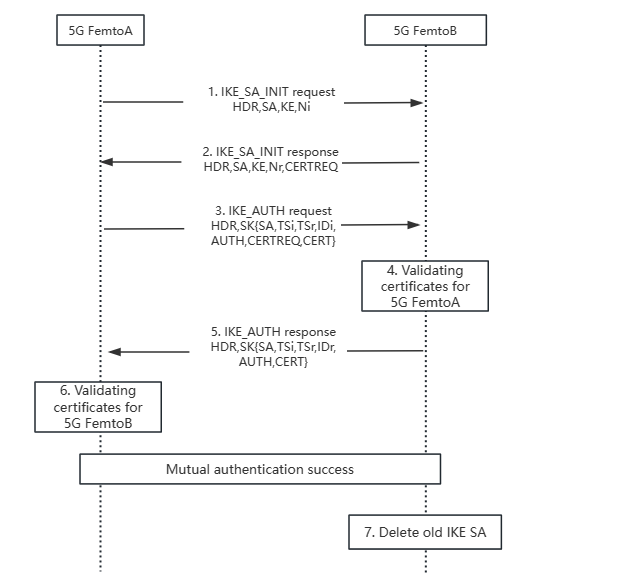 5G FemtoA
5G FemtoB
1. IKE_SA_INIT request
HDR,SA,KE,Ni
2. IKE_SA_INIT response
HDR,SA,KE,Nr,CERTREQ
3. IKE_AUTH request
HDR,SK{SA,TSi,TSr,IDi,
AUTH,CERTREQ,CERT}
4. Validating
certificates for
5G FemtoA
5. IKE_AUTH response
HDR,SK{SA,TSi,TSr,IDr,
AUTH,CERT}
6. Validating
certificates for
5G FemtoB
Mutual authentication success
7. Delete old IKE SA